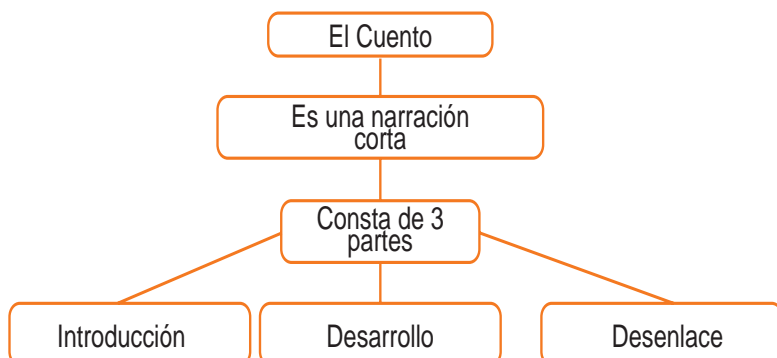 El Cuento
Es una narración
corta
Consta de 3
partes
Introducción
Desarrollo
Desenlace